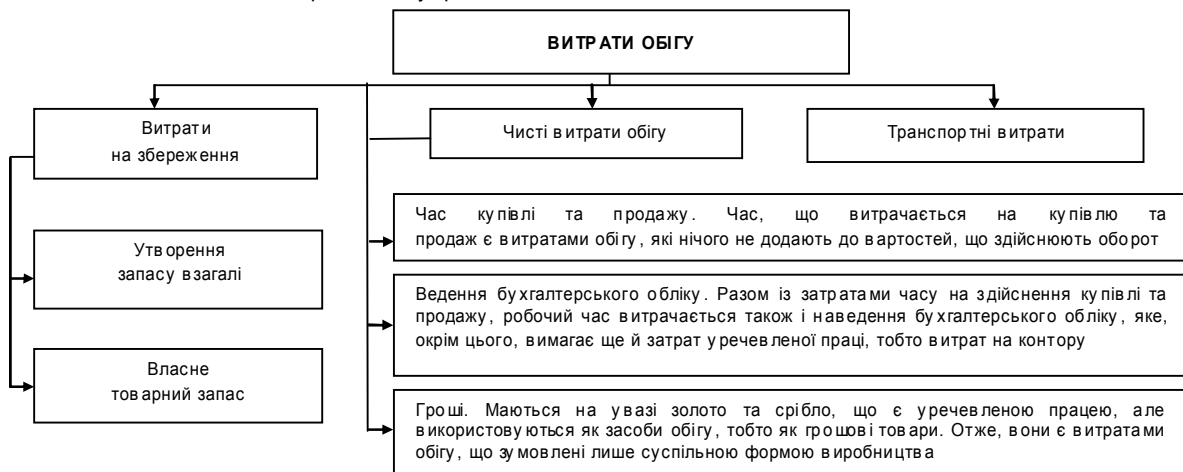 ВИТРАТИ ОБІГУ
Витрати
на збереження
Чисті витрати обігу
Транспортні витрати
Утворення
запасу взагалі
Власне
товарний запас
Час купівлі та продажу. Час, що витрачається на купівлю та
продаж є витратами обігу, які нічого не додають до вартостей, що здійснюють оборот
Ведення бухгалтерського обліку. Разом із затратами часу на здійснення купівлі та
продажу, робочий час витрачається також і наведення бухгалтерського обліку, яке,
окрім цього, вимагає ще й затрат уречевленої праці, тобто витрат на контору
Гроші. Маються на увазі золото та срібло, що є уречевленою працею, але
використовуються як засоби обігу, тобто як грошові товари. Отже, вони є витратами
обігу, що зумовлені лише суспільною формою виробництва